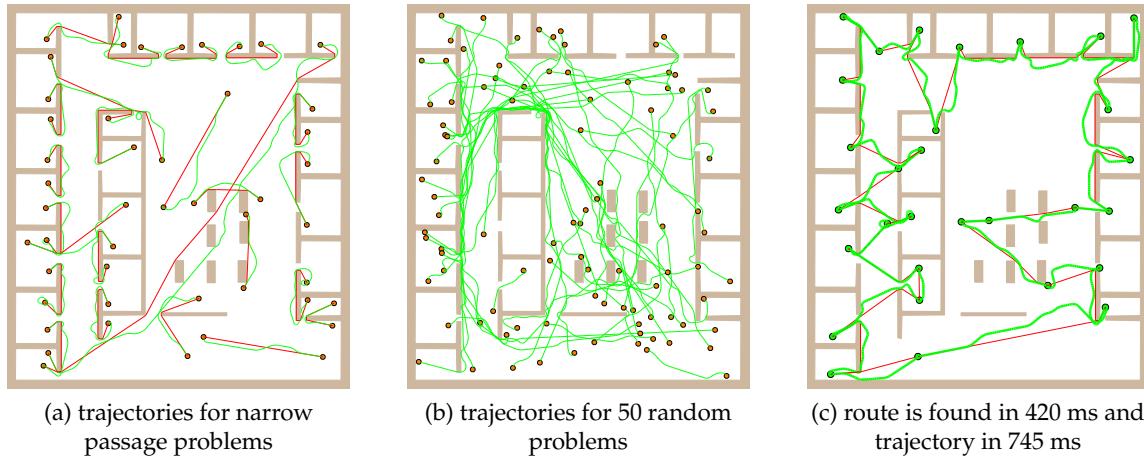 (a) trajectories for narrow
passage problems
(b) trajectories for 50 random
problems
(c) route is found in 420 ms and
trajectory in 745 ms